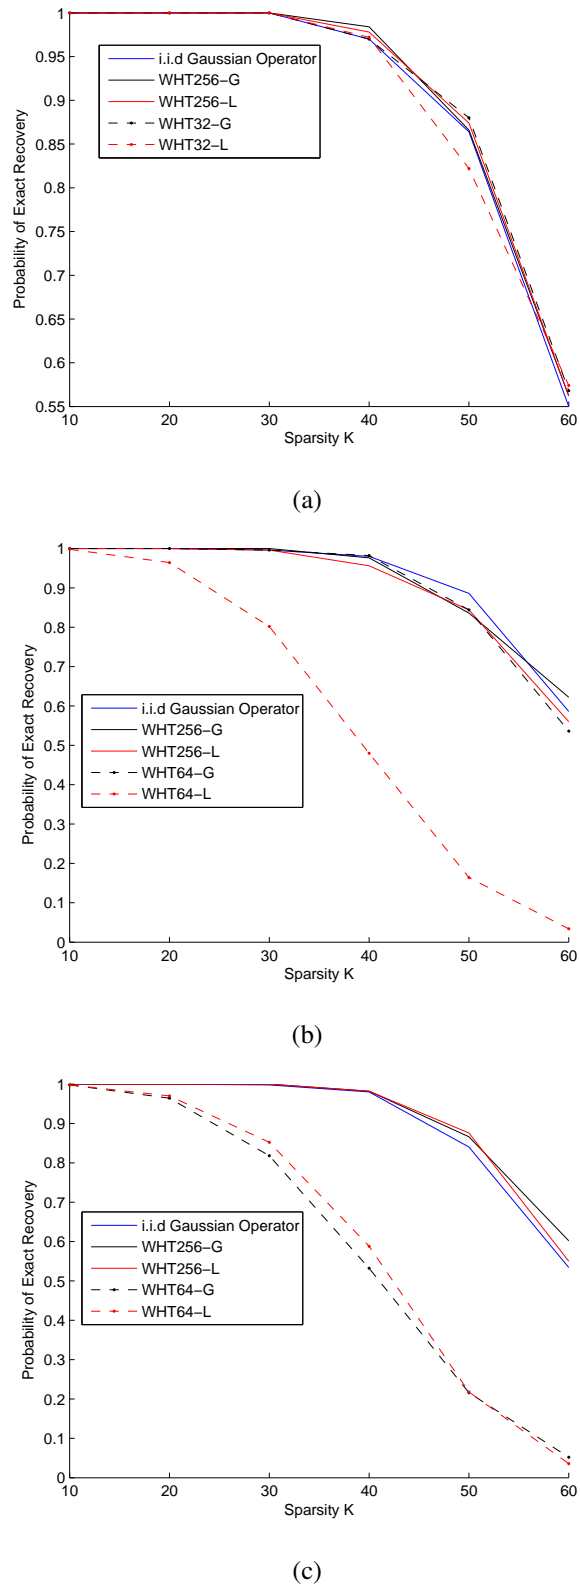 1
0.95
0.9
0.85
0.8
0.75
0.7
0.65
0.6
0.55
Probability of Exact Recovery
i.i.d Gaussian Operator
WHT256−G
WHT256−L
WHT32−G
WHT32−L
10 20 30 40 50 60
Sparsity K
(a)
1
0.9
0.8
0.7
0.6
0.5
0.4
0.3
0.2
0.1
0
Probability of Exact Recovery
i.i.d Gaussian Operator
WHT256−G
WHT256−L
WHT64−G
WHT64−L
10 20 30 40 50 60
Sparsity K
(b)
1
0.9
0.8
0.7
0.6
0.5
0.4
0.3
0.2
0.1
0
Probability of Exact Recovery
i.i.d Gaussian Operator
WHT256−G
WHT256−L
WHT64−G
WHT64−L
10 20 30 40 50 60
Sparsity K
(c)